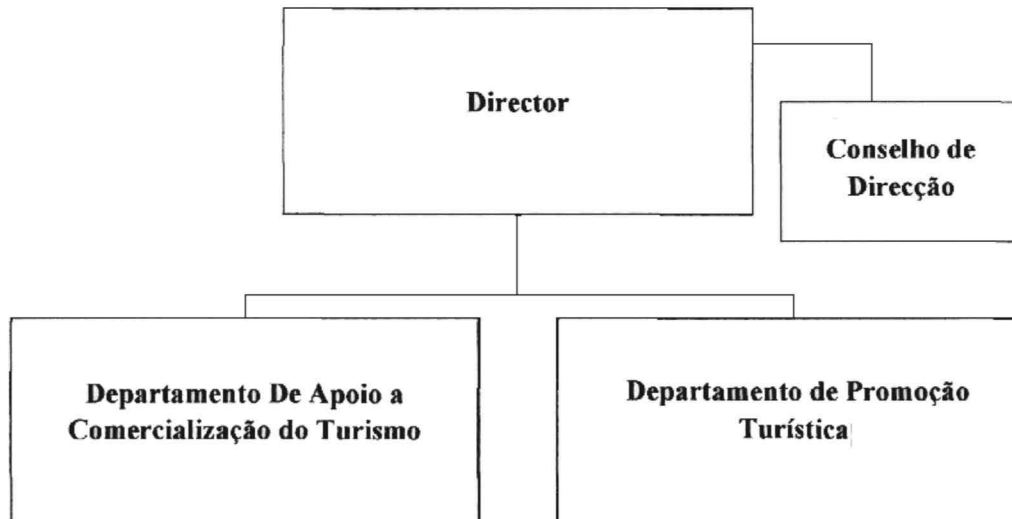 Director
Conselho de
Direcção
Departamento De Apoio a
Comercialização do Turismo
Departamento de Promoção
Turística